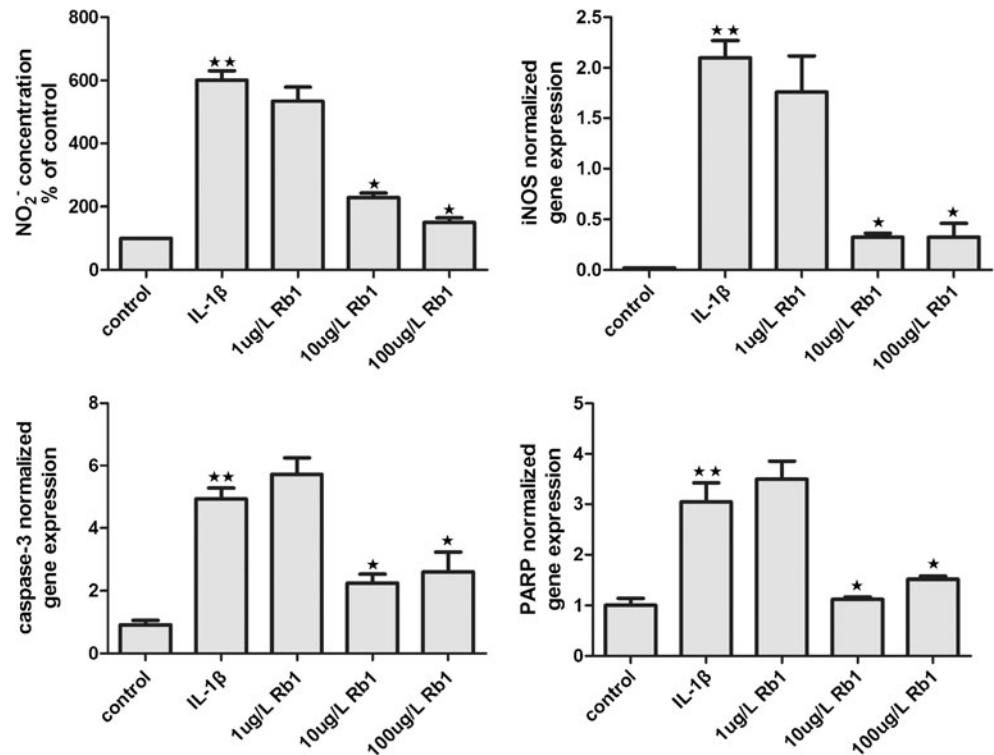 NO₂⁻ concentration
% of control
800
600
400
200
0
★★
★
★
control
IL-1β
1ug/L Rb1
10ug/L Rb1
100ug/L Rb1
iNOS normalized
gene expression
2.5
2.0
1.5
1.0
0.5
0.0
★★
★
★
control
IL-1β
1ug/L Rb1
10ug/L Rb1
100ug/L Rb1
caspase-3 normalized
gene expression
8
6
4
2
0
★★
★
★
control
IL-1β
1ug/L Rb1
10ug/L Rb1
100ug/L Rb1
PARP normalized
gene expression
5
4
3
2
1
0
★★
★
★
control
IL-1β
1ug/L Rb1
10ug/L Rb1
100ug/L Rb1